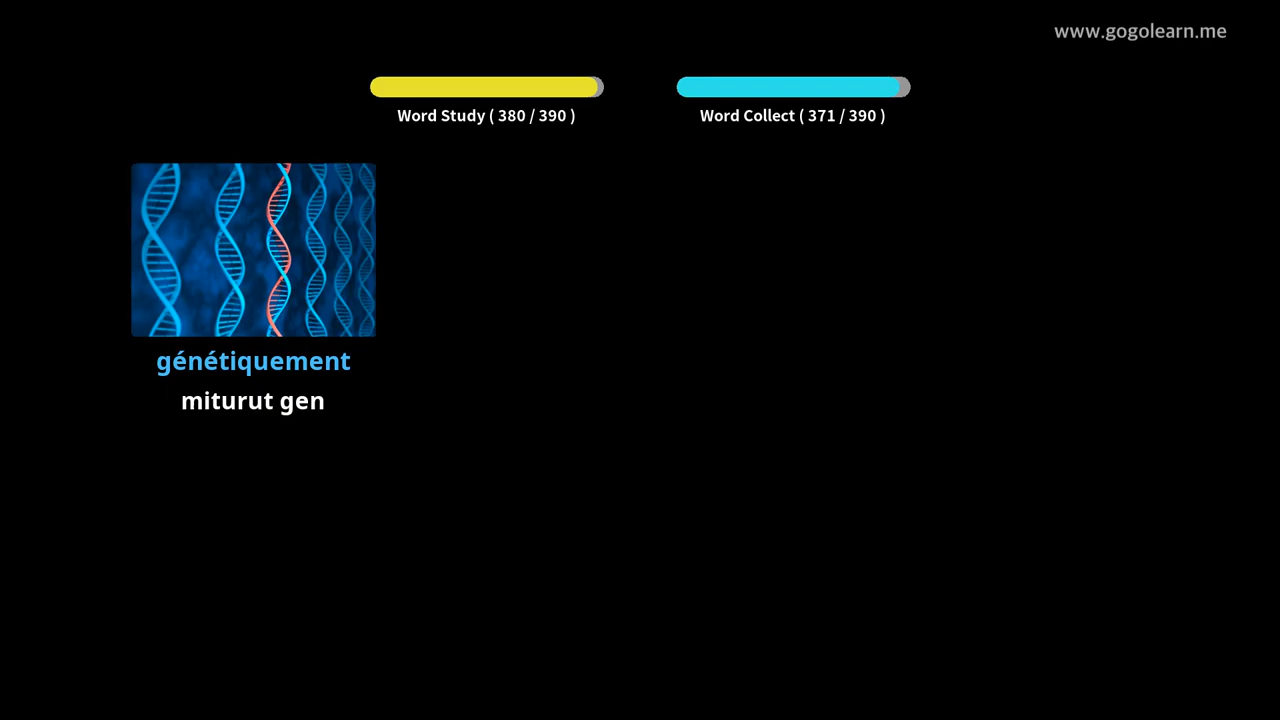 www.gogolearn.me
Word Study ( 380 / 390 )
Word Collect ( 371 / 390 )
génétiquement
miturut gen